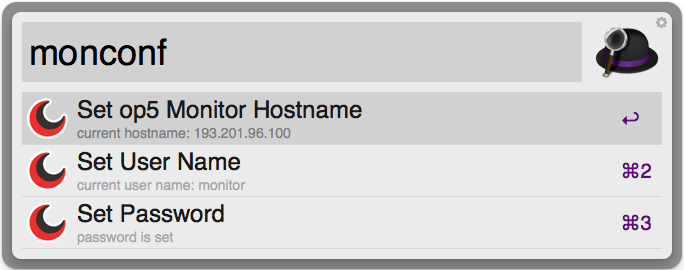 monconf
Set op5 Monitor Hostname
current hostname: 193.201.96.100
↩
Set User Name
current user name: monitor
⌘2
Set Password
password is set
⌘3